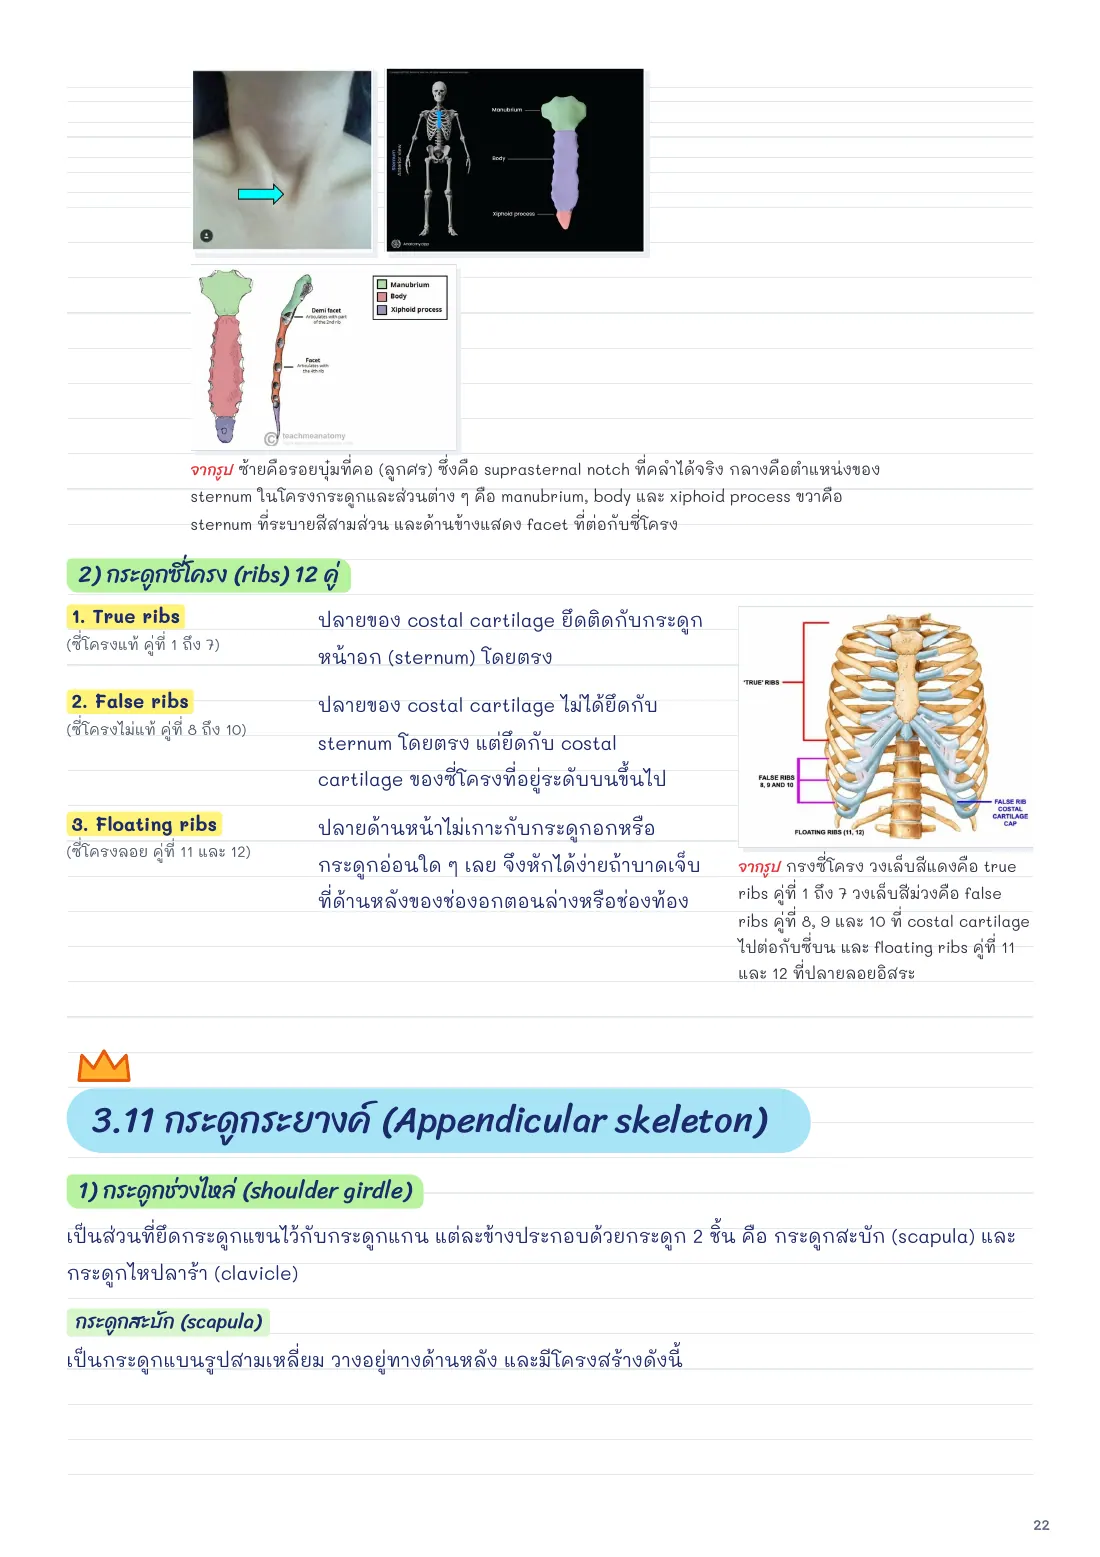 Manubrium
Body
Xiphoid process
Sternum
Anterior view
Anatomy.app
Manubrium
Body
Xiphoid process
Demi facet
Articulates with part
of the 2nd rib
Facet
Articulates with
the 4th rib
© teachmeanatomy
จากรูป ซ้ายคือรอยบุ๋มที่คอ (ลูกศร) ซึ่งคือ suprasternal notch ที่คลำได้จริง กลางคือตำแหน่งของ
sternum ในโครงกระดูกและส่วนต่าง ๆ คือ manubrium, body และ xiphoid process ขวาคือ
sternum ที่ระบายสีสามส่วน และด้านข้างแสดง facet ที่ต่อกับซี่โครง
2) กระดูกซี่โครง (ribs) 12 คู่
1. True ribs
(ซี่โครงแท้ คู่ที่ 1 ถึง 7)
ปลายของ costal cartilage ยึดติดกับกระดูก
หน้าอก (sternum) โดยตรง
2. False ribs
(ซี่โครงไม่แท้ คู่ที่ 8 ถึง 10)
ปลายของ costal cartilage ไม่ได้ยึดกับ
sternum โดยตรง แต่ยึดกับ costal
cartilage ของซี่โครงที่อยู่ระดับบนขึ้นไป
3. Floating ribs
(ซี่โครงลอย คู่ที่ 11 และ 12)
ปลายด้านหน้าไม่เกาะกับกระดูกอกหรือ
กระดูกอ่อนใด ๆ เลย จึงหักได้ง่ายถ้าบาดเจ็บ
ที่ด้านหลังของช่องอกตอนล่างหรือช่องท้อง
'TRUE' RIBS
FALSE RIBS
8, 9 AND 10
FALSE RIB
COSTAL
CARTILAGE
CAP
FLOATING RIBS (11, 12)
จากรูป กรงซี่โครง วงเล็บสีแดงคือ true
ribs คู่ที่ 1 ถึง 7 วงเล็บสีม่วงคือ false
ribs คู่ที่ 8, 9 และ 10 ที่ costal cartilage
ไปต่อกับซี่บน และ floating ribs คู่ที่ 11
และ 12 ที่ปลายลอยอิสระ
3.11 กระดูกระยางค์ (Appendicular skeleton)
1) กระดูกช่วงไหล่ (shoulder girdle)
เป็นส่วนที่ยึดกระดูกแขนไว้กับกระดูกแกน แต่ละข้างประกอบด้วยกระดูก 2 ชิ้น คือ กระดูกสะบัก (scapula) และ
กระดูกไหปลาร้า (clavicle)
กระดูกสะบัก (scapula)
เป็นกระดูกแบนรูปสามเหลี่ยม วางอยู่ทางด้านหลัง และมีโครงสร้างดังนี้
22